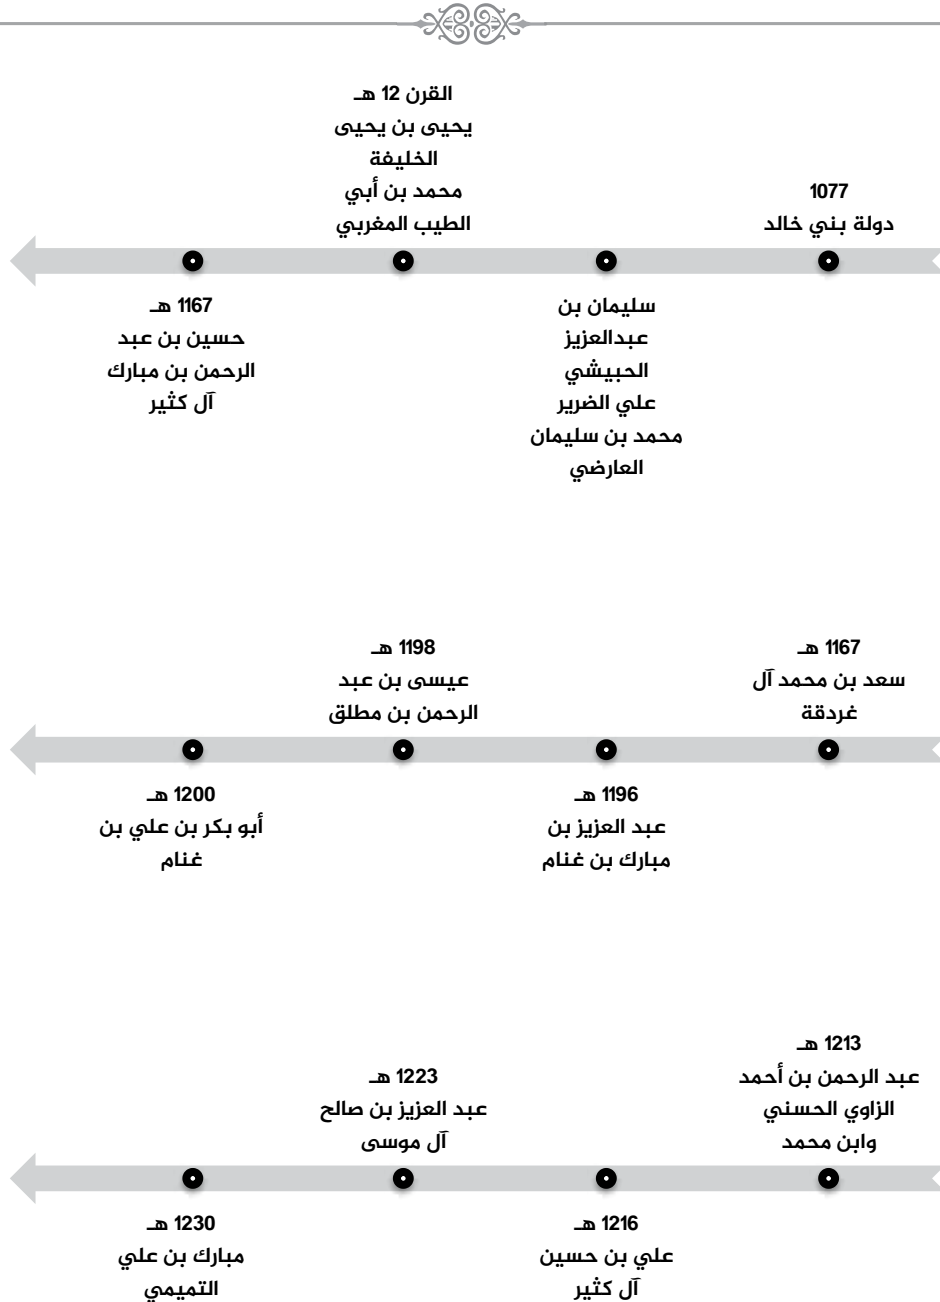 1077
دولة بني خالد
سليمان بن
عبدالعزيز
الحبيشي
علي الضرير
محمد بن سليمان
العارضي
القرن 12 هـ
يحيى بن يحيى
الخليفة
محمد بن أبي
الطيب المغربي
1167 هـ
حسين بن عبد
الرحمن بن مبارك
آل كثير
1167 هـ
سعد بن محمد آل
غردقة
1196 هـ
عبد العزيز بن
مبارك بن غنام
1198 هـ
عيسى بن عبد
الرحمن بن مطلق
1200 هـ
أبو بكر بن علي بن
غنام
1213 هـ
عبد الرحمن بن أحمد
الزاوي الحسني
وابن محمد
1216 هـ
علي بن حسين
آل كثير
1223 هـ
عبد العزيز بن صالح
آل موسى
1230 هـ
مبارك بن علي
التميمي